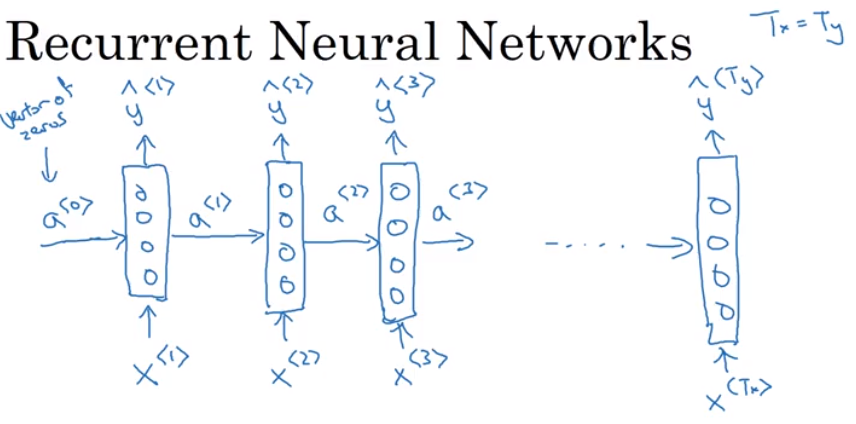 Recurrent Neural Networks
Tx = Ty
vector of
zeros
ŷ<1>
ŷ<2>
ŷ<3>
ŷ<Ty>
a<0>
a<1>
a<2>
a<3>
x<1>
x<2>
x<3>
x<Tx>